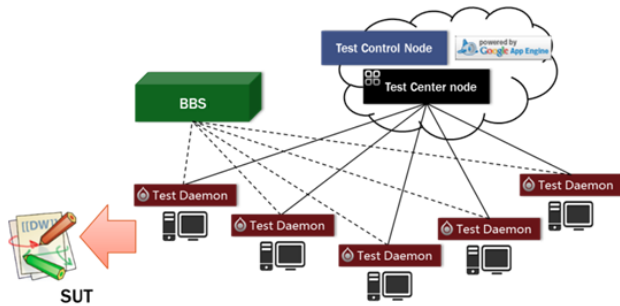 Test Control Node
powered by
Google App Engine
Test Center node
BBS
Test Daemon
Test Daemon
Test Daemon
Test Daemon
Test Daemon
[[DW]]
SUT